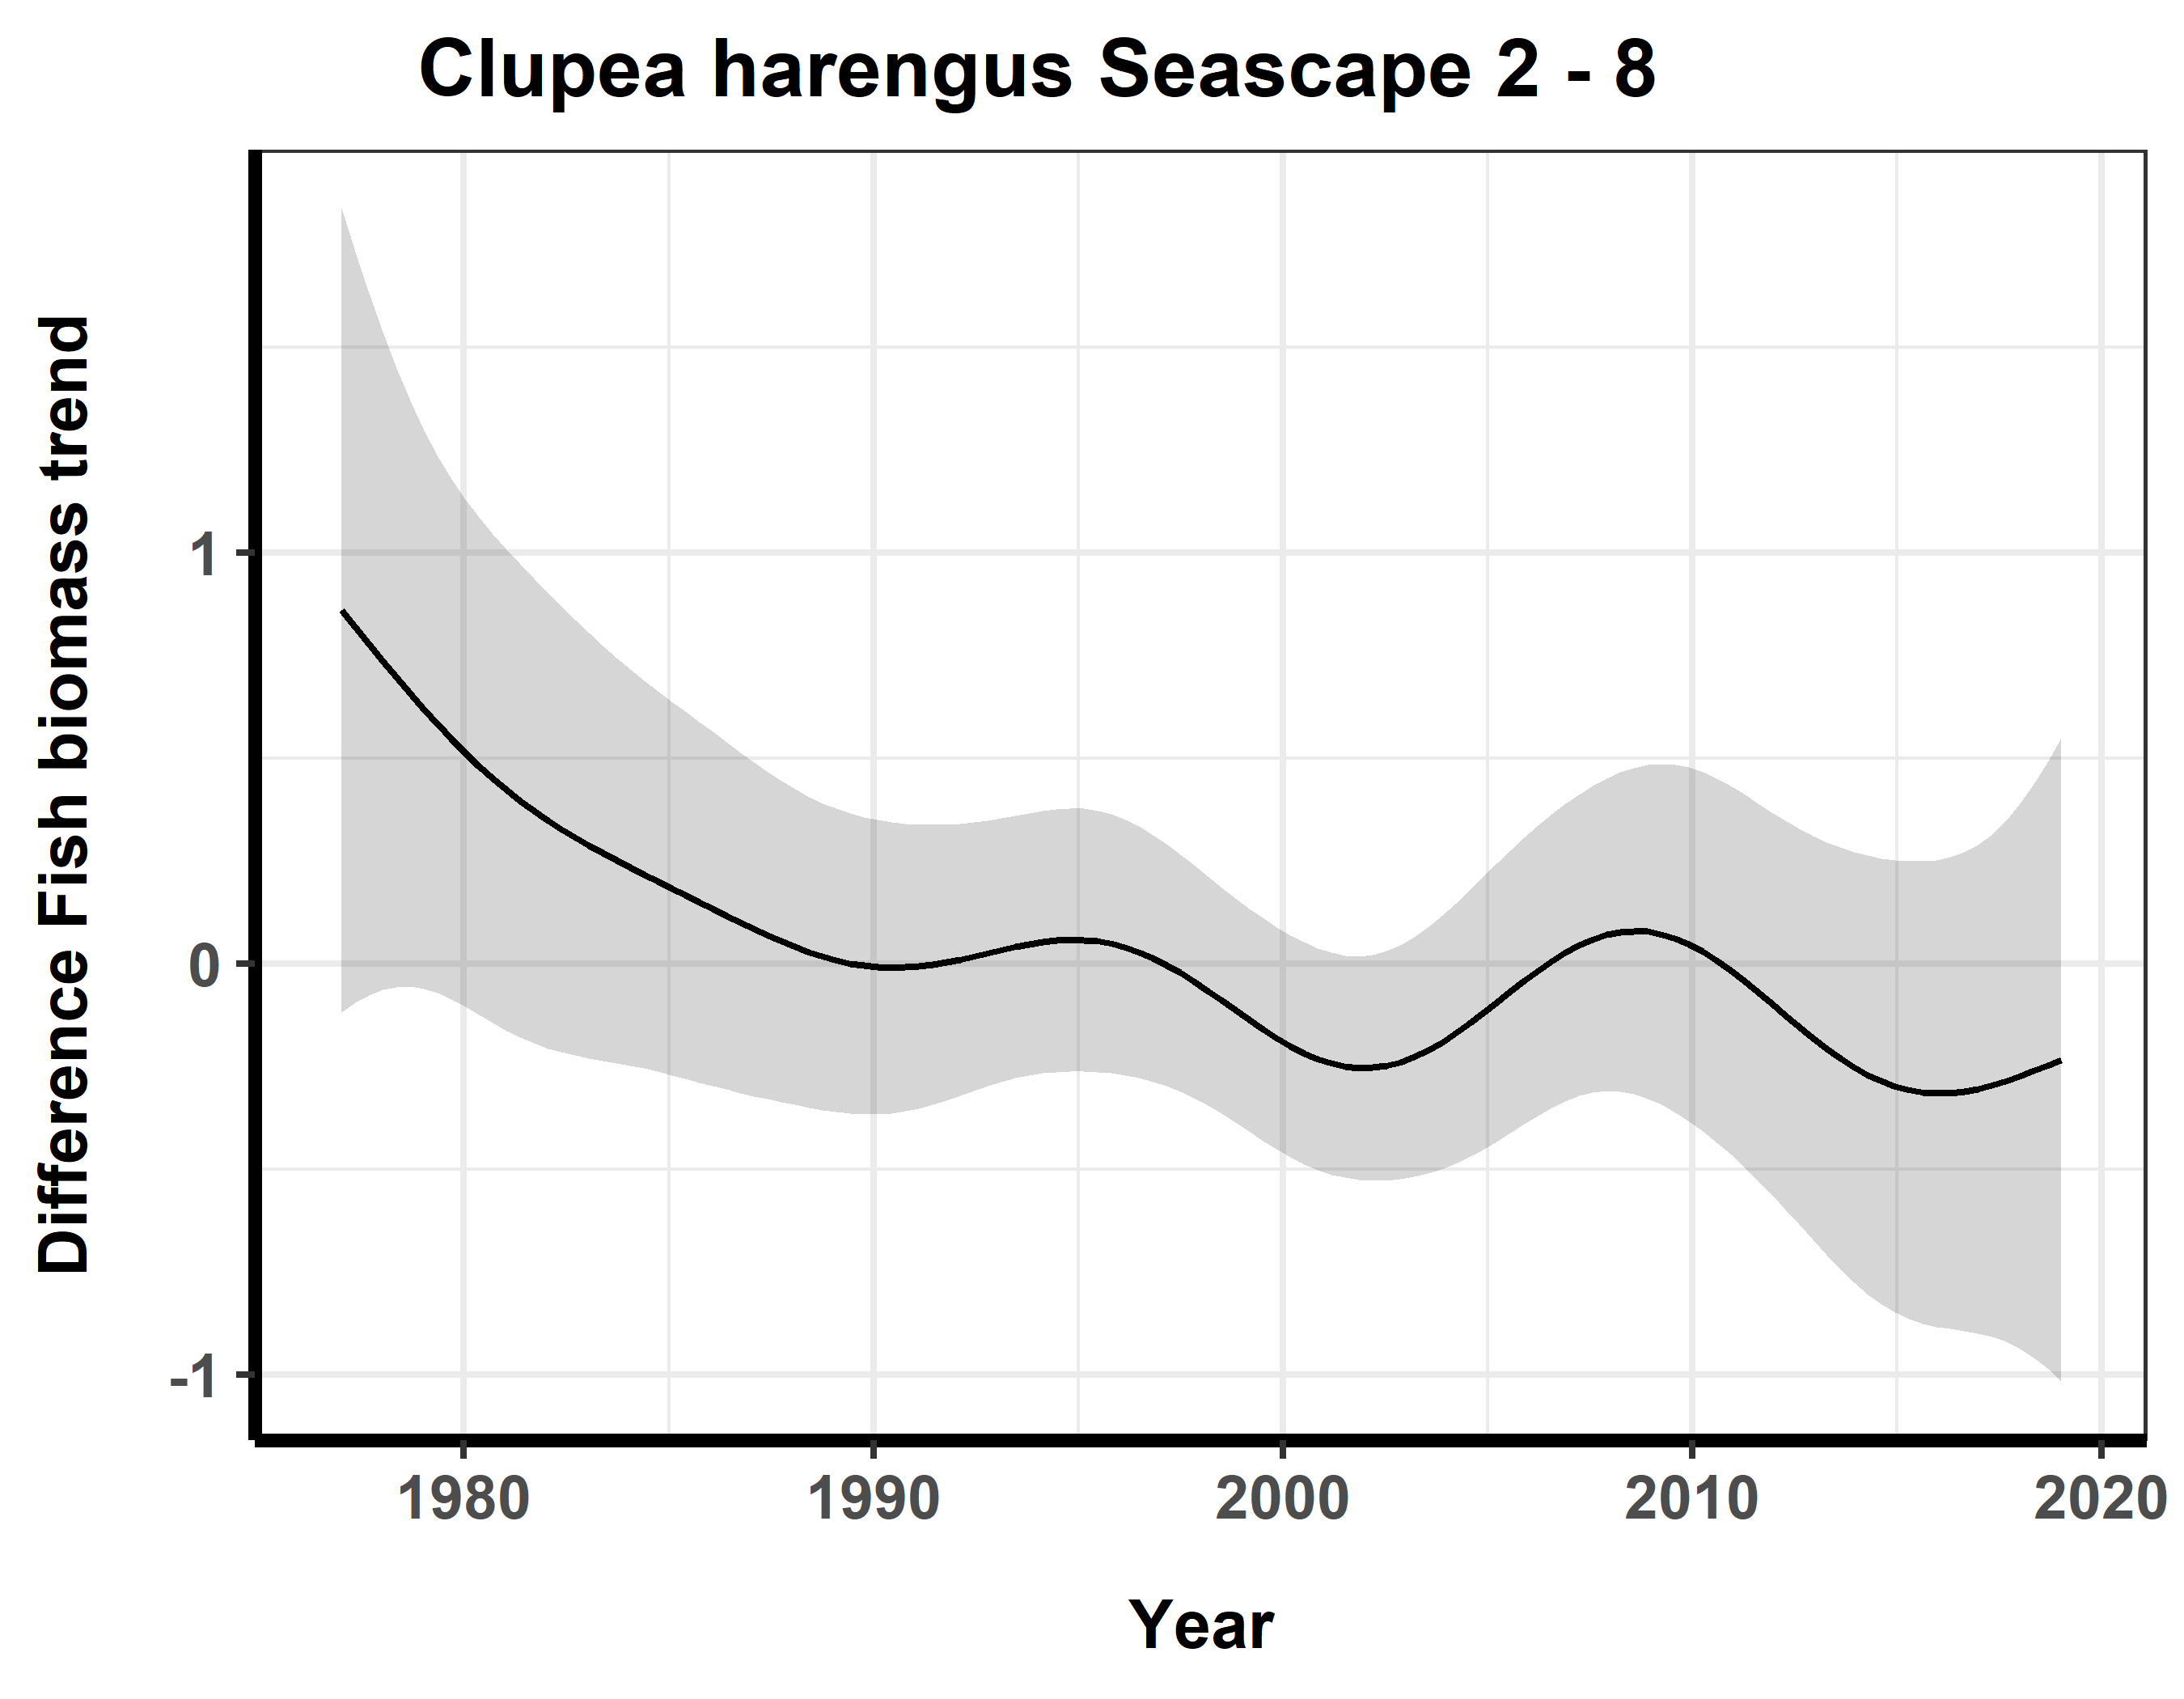 Clupea harengus Seascape 2 - 8
Difference Fish biomass trend
1
0
-1
1980
1990
2000
2010
2020
Year